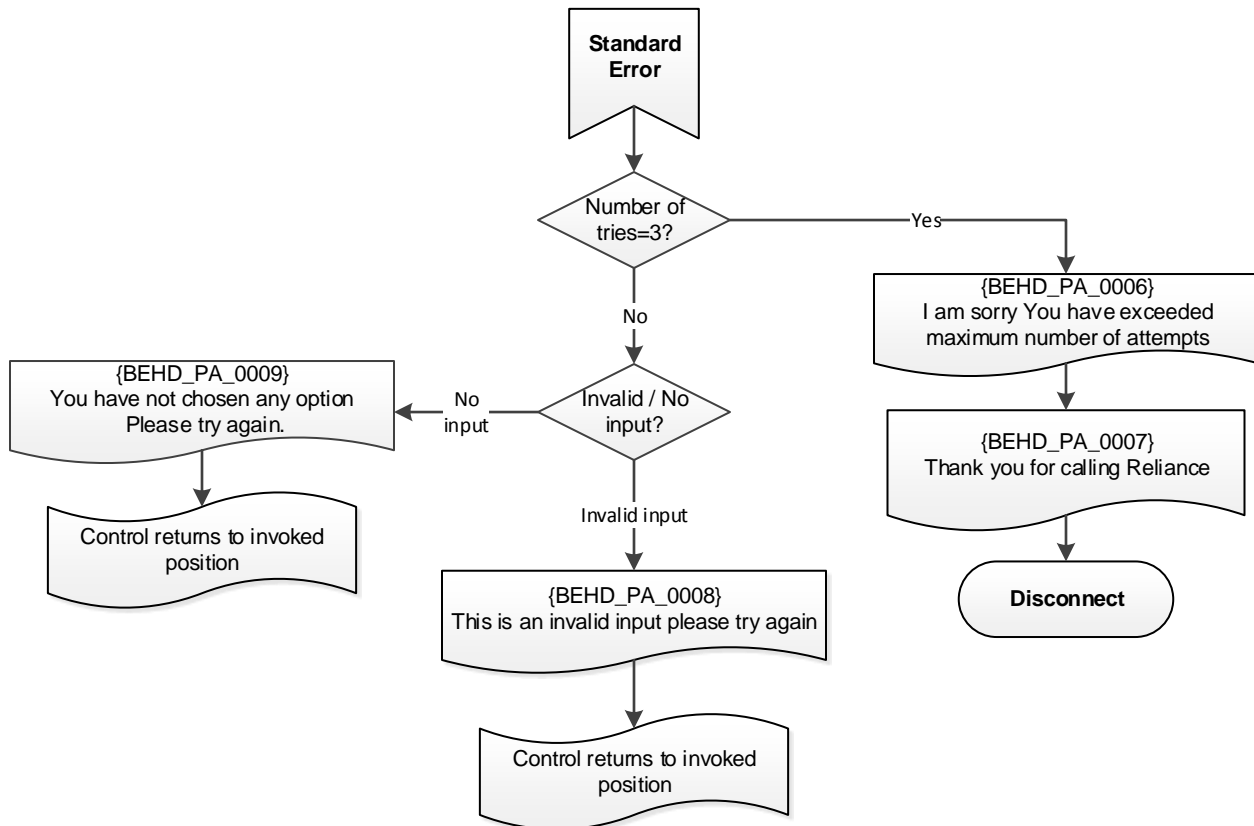 Standard
Error
Number of
tries=3?
Yes
No
{BEHD_PA_0006}
I am sorry You have exceeded
maximum number of attempts
{BEHD_PA_0009}
You have not chosen any option
Please try again.
No
input
Invalid / No
input?
{BEHD_PA_0007}
Thank you for calling Reliance
Control returns to invoked
position
Invalid input
{BEHD_PA_0008}
This is an invalid input please try again
Disconnect
Control returns to invoked
position